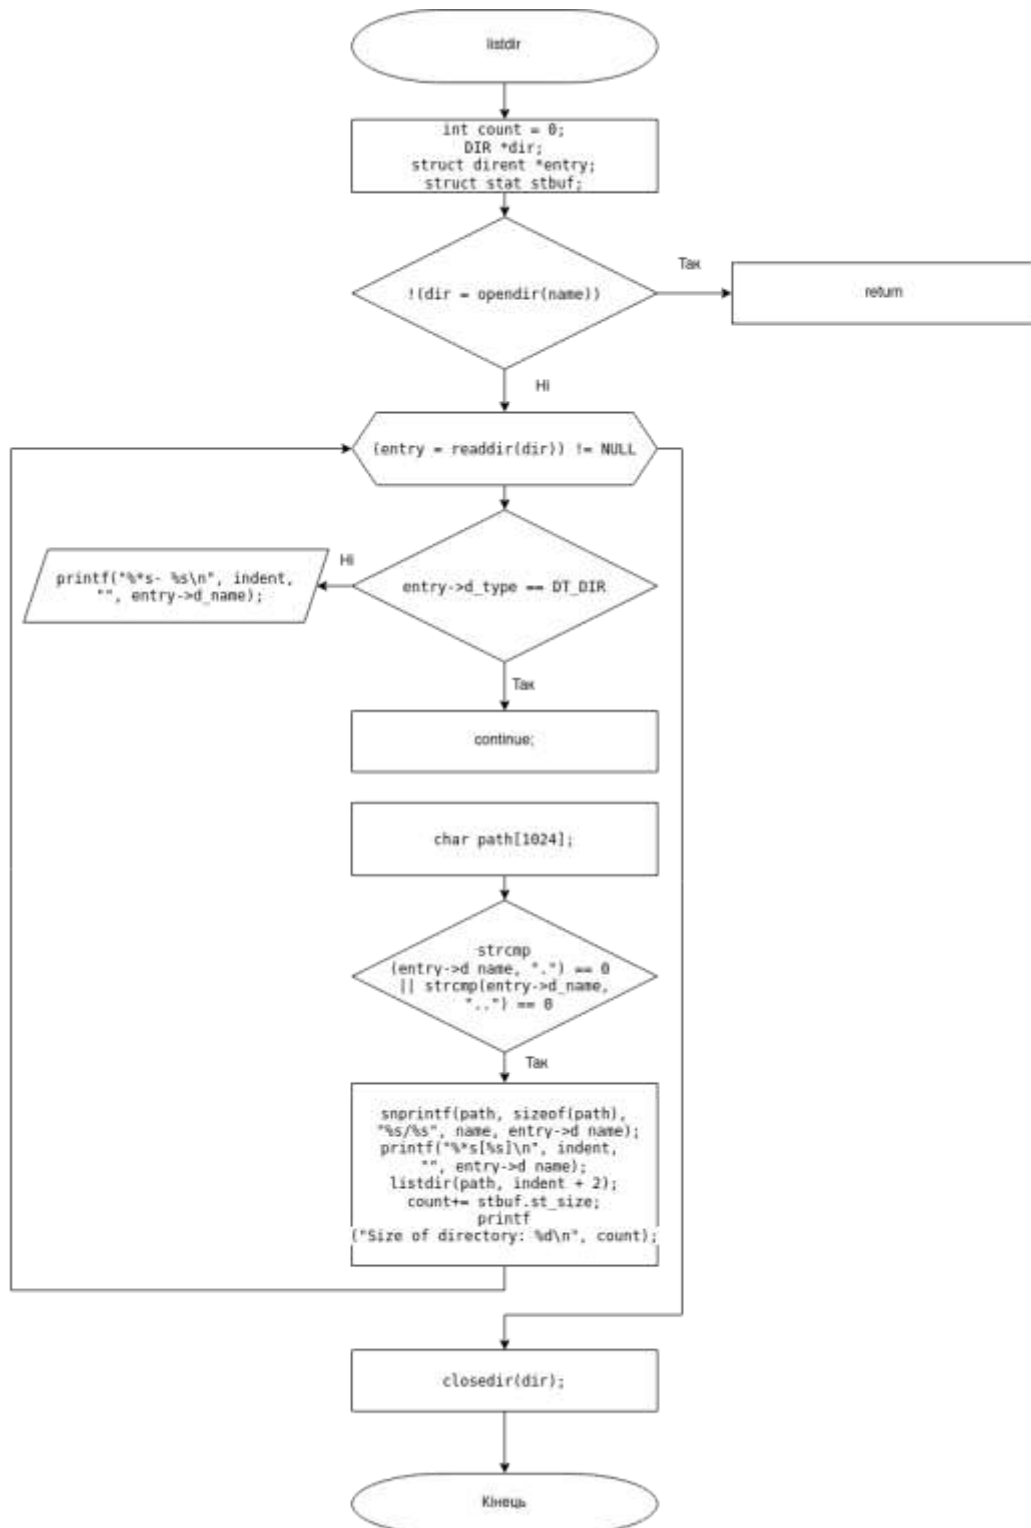 listdir
int count = 0;
DIR *dir;
struct dirent *entry;
struct stat stbuf;
!(dir = opendir(name))
Так
return
Ні
(entry = readdir(dir)) != NULL
entry->d_type == DT_DIR
Ні
printf("%*s- %s\n", indent,
"", entry->d_name);
Так
continue;
char path[1024];
strcmp
(entry->d_name, ".") == 0
|| strcmp(entry->d_name,
"..") == 0
Так
snprintf(path, sizeof(path),
"%s/%s", name, entry->d_name);
printf("%*s[%s]\n", indent,
"", entry->d_name);
listdir(path, indent + 2);
count+= stbuf.st_size;
printf
("Size of directory: %d\n", count);
closedir(dir);
Кінець